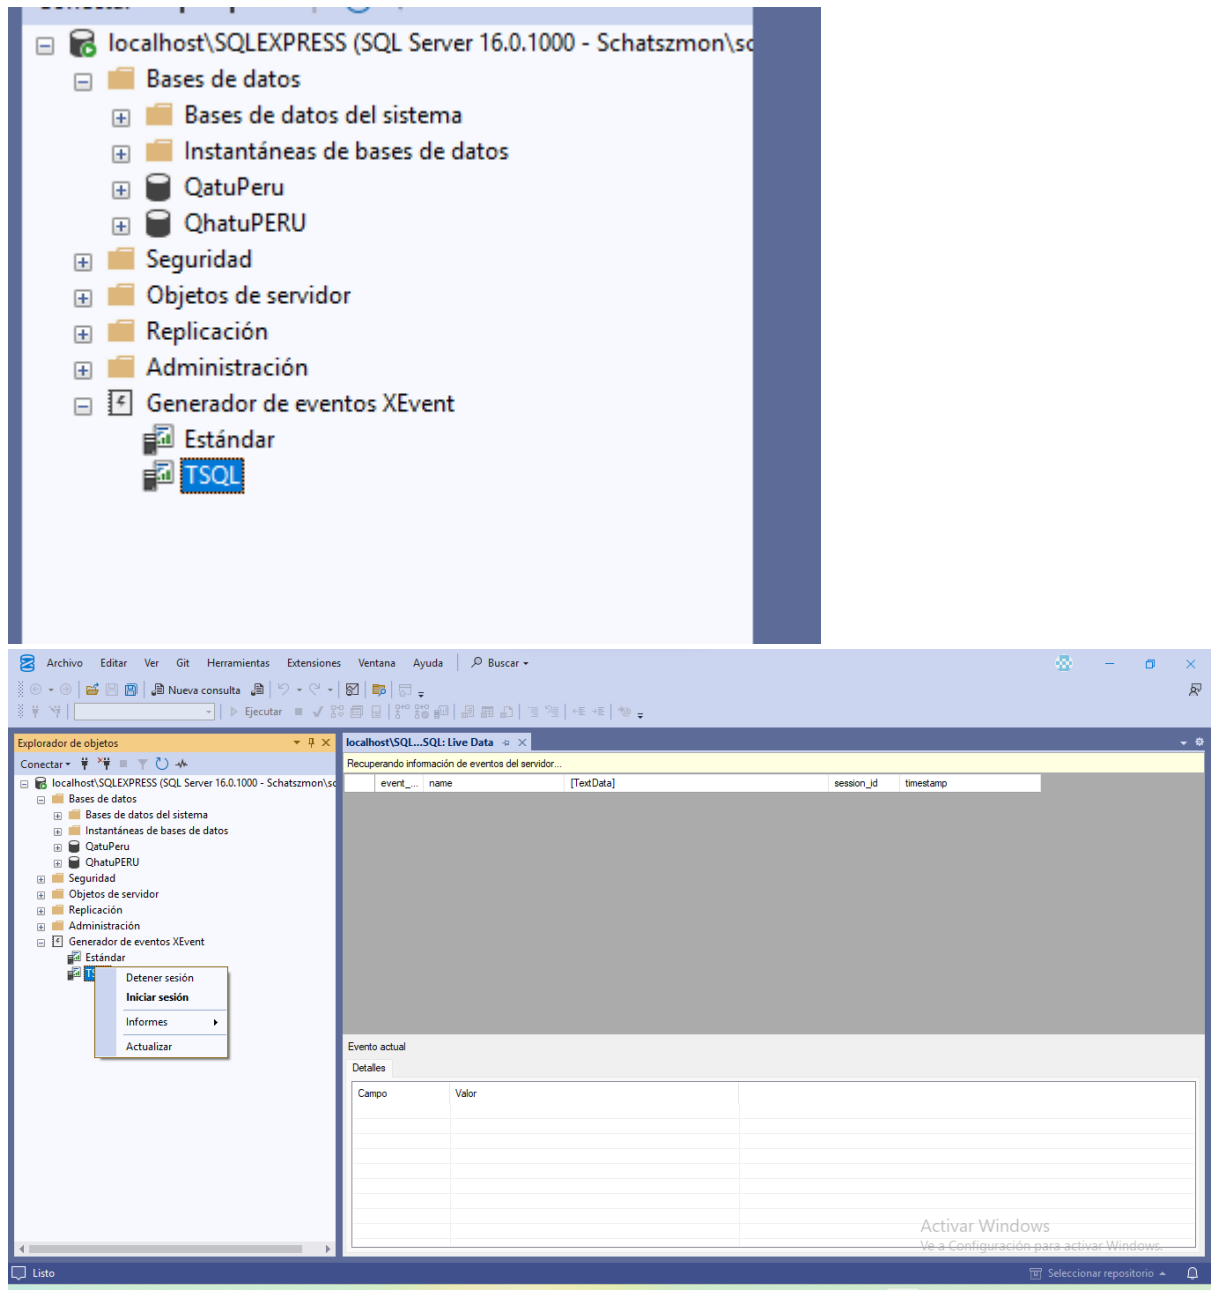 localhost\SQLEXPRESS (SQL Server 16.0.1000 - Schatszmon\sc
Bases de datos
Bases de datos del sistema
Instantáneas de bases de datos
QatuPeru
QhatuPERU
Seguridad
Objetos de servidor
Replicación
Administración
Generador de eventos XEvent
Estándar
TSQL
Archivo Editar Ver Git Herramientas Extensiones Ventana Ayuda Buscar
Nueva consulta
Ejecutar
Explorador de objetos
localhost\SQL...SQL: Live Data
Conectar
Recuperando información de eventos del servidor...
localhost\SQLEXPRESS (SQL Server 16.0.1000 - Schatszmon\sc
event_... name [TextData] session_id timestamp
Bases de datos
Bases de datos del sistema
Instantáneas de bases de datos
QatuPeru
QhatuPERU
Seguridad
Objetos de servidor
Replicación
Administración
Generador de eventos XEvent
Estándar
Detener sesión
Iniciar sesión
Informes
Actualizar
Evento actual
Detalles
Campo Valor
Activar Windows
Ve a Configuración para activar Windows.
Listo
Seleccionar repositorio